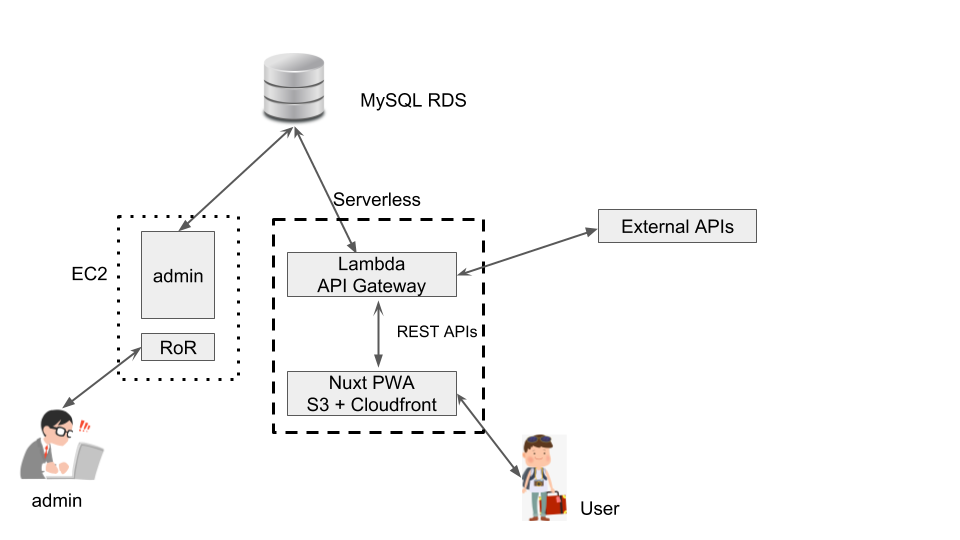 MySQL RDS
Serverless
External APIs
EC2
admin
Lambda
API Gateway
REST APIs
RoR
Nuxt PWA
S3 + Cloudfront
admin
User